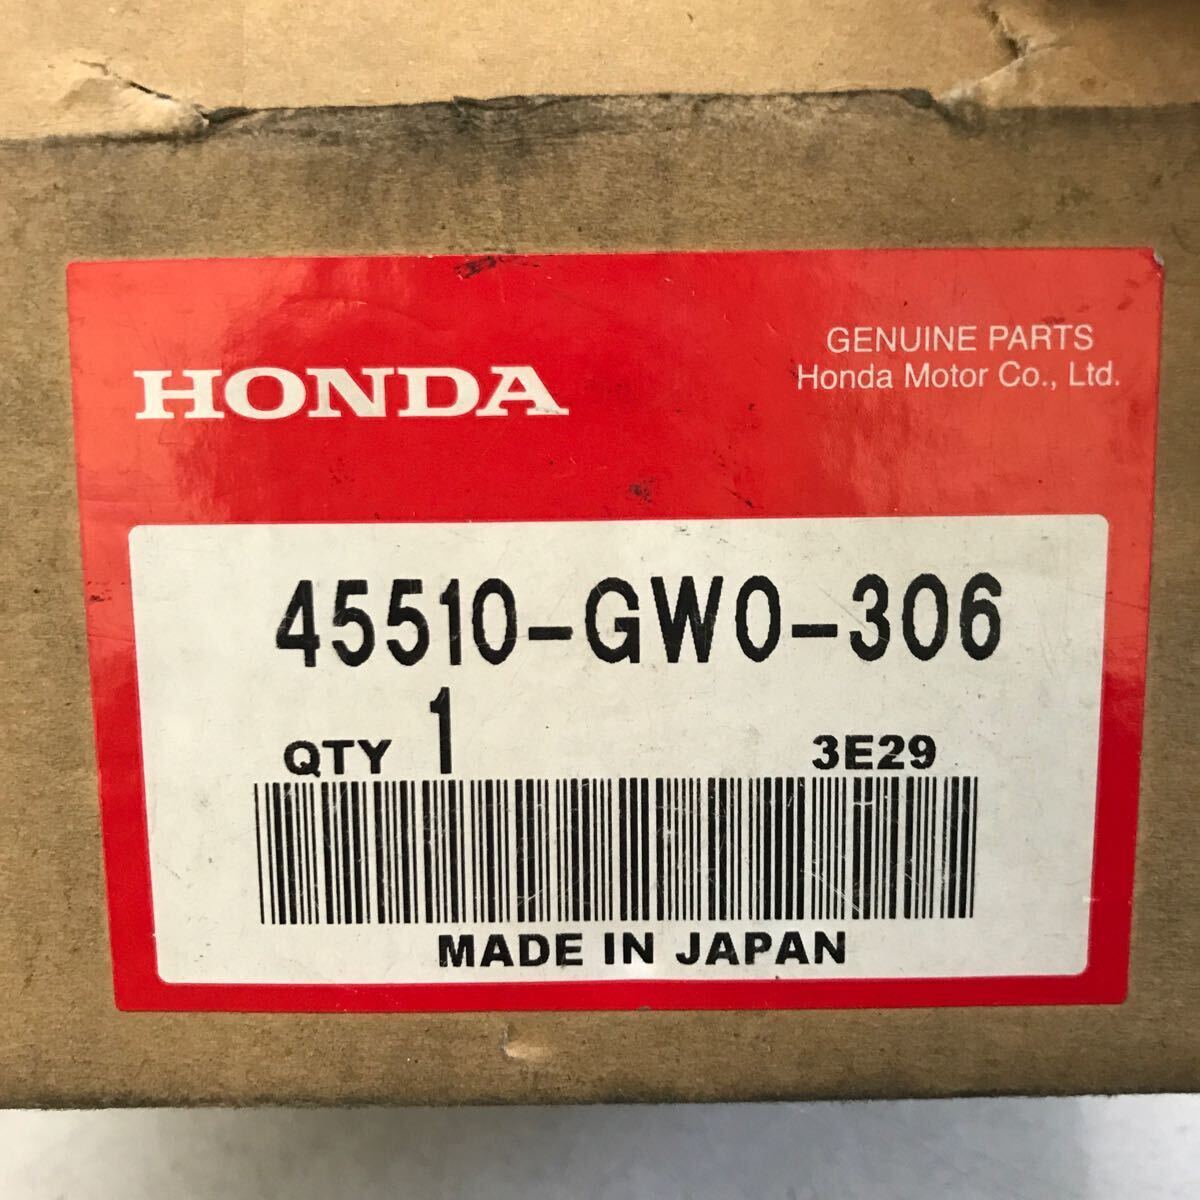 HONDA
GENUINE PARTS
Honda Motor Co., Ltd.
45510-GW0-306
QTY 1 3E29
MADE IN JAPAN